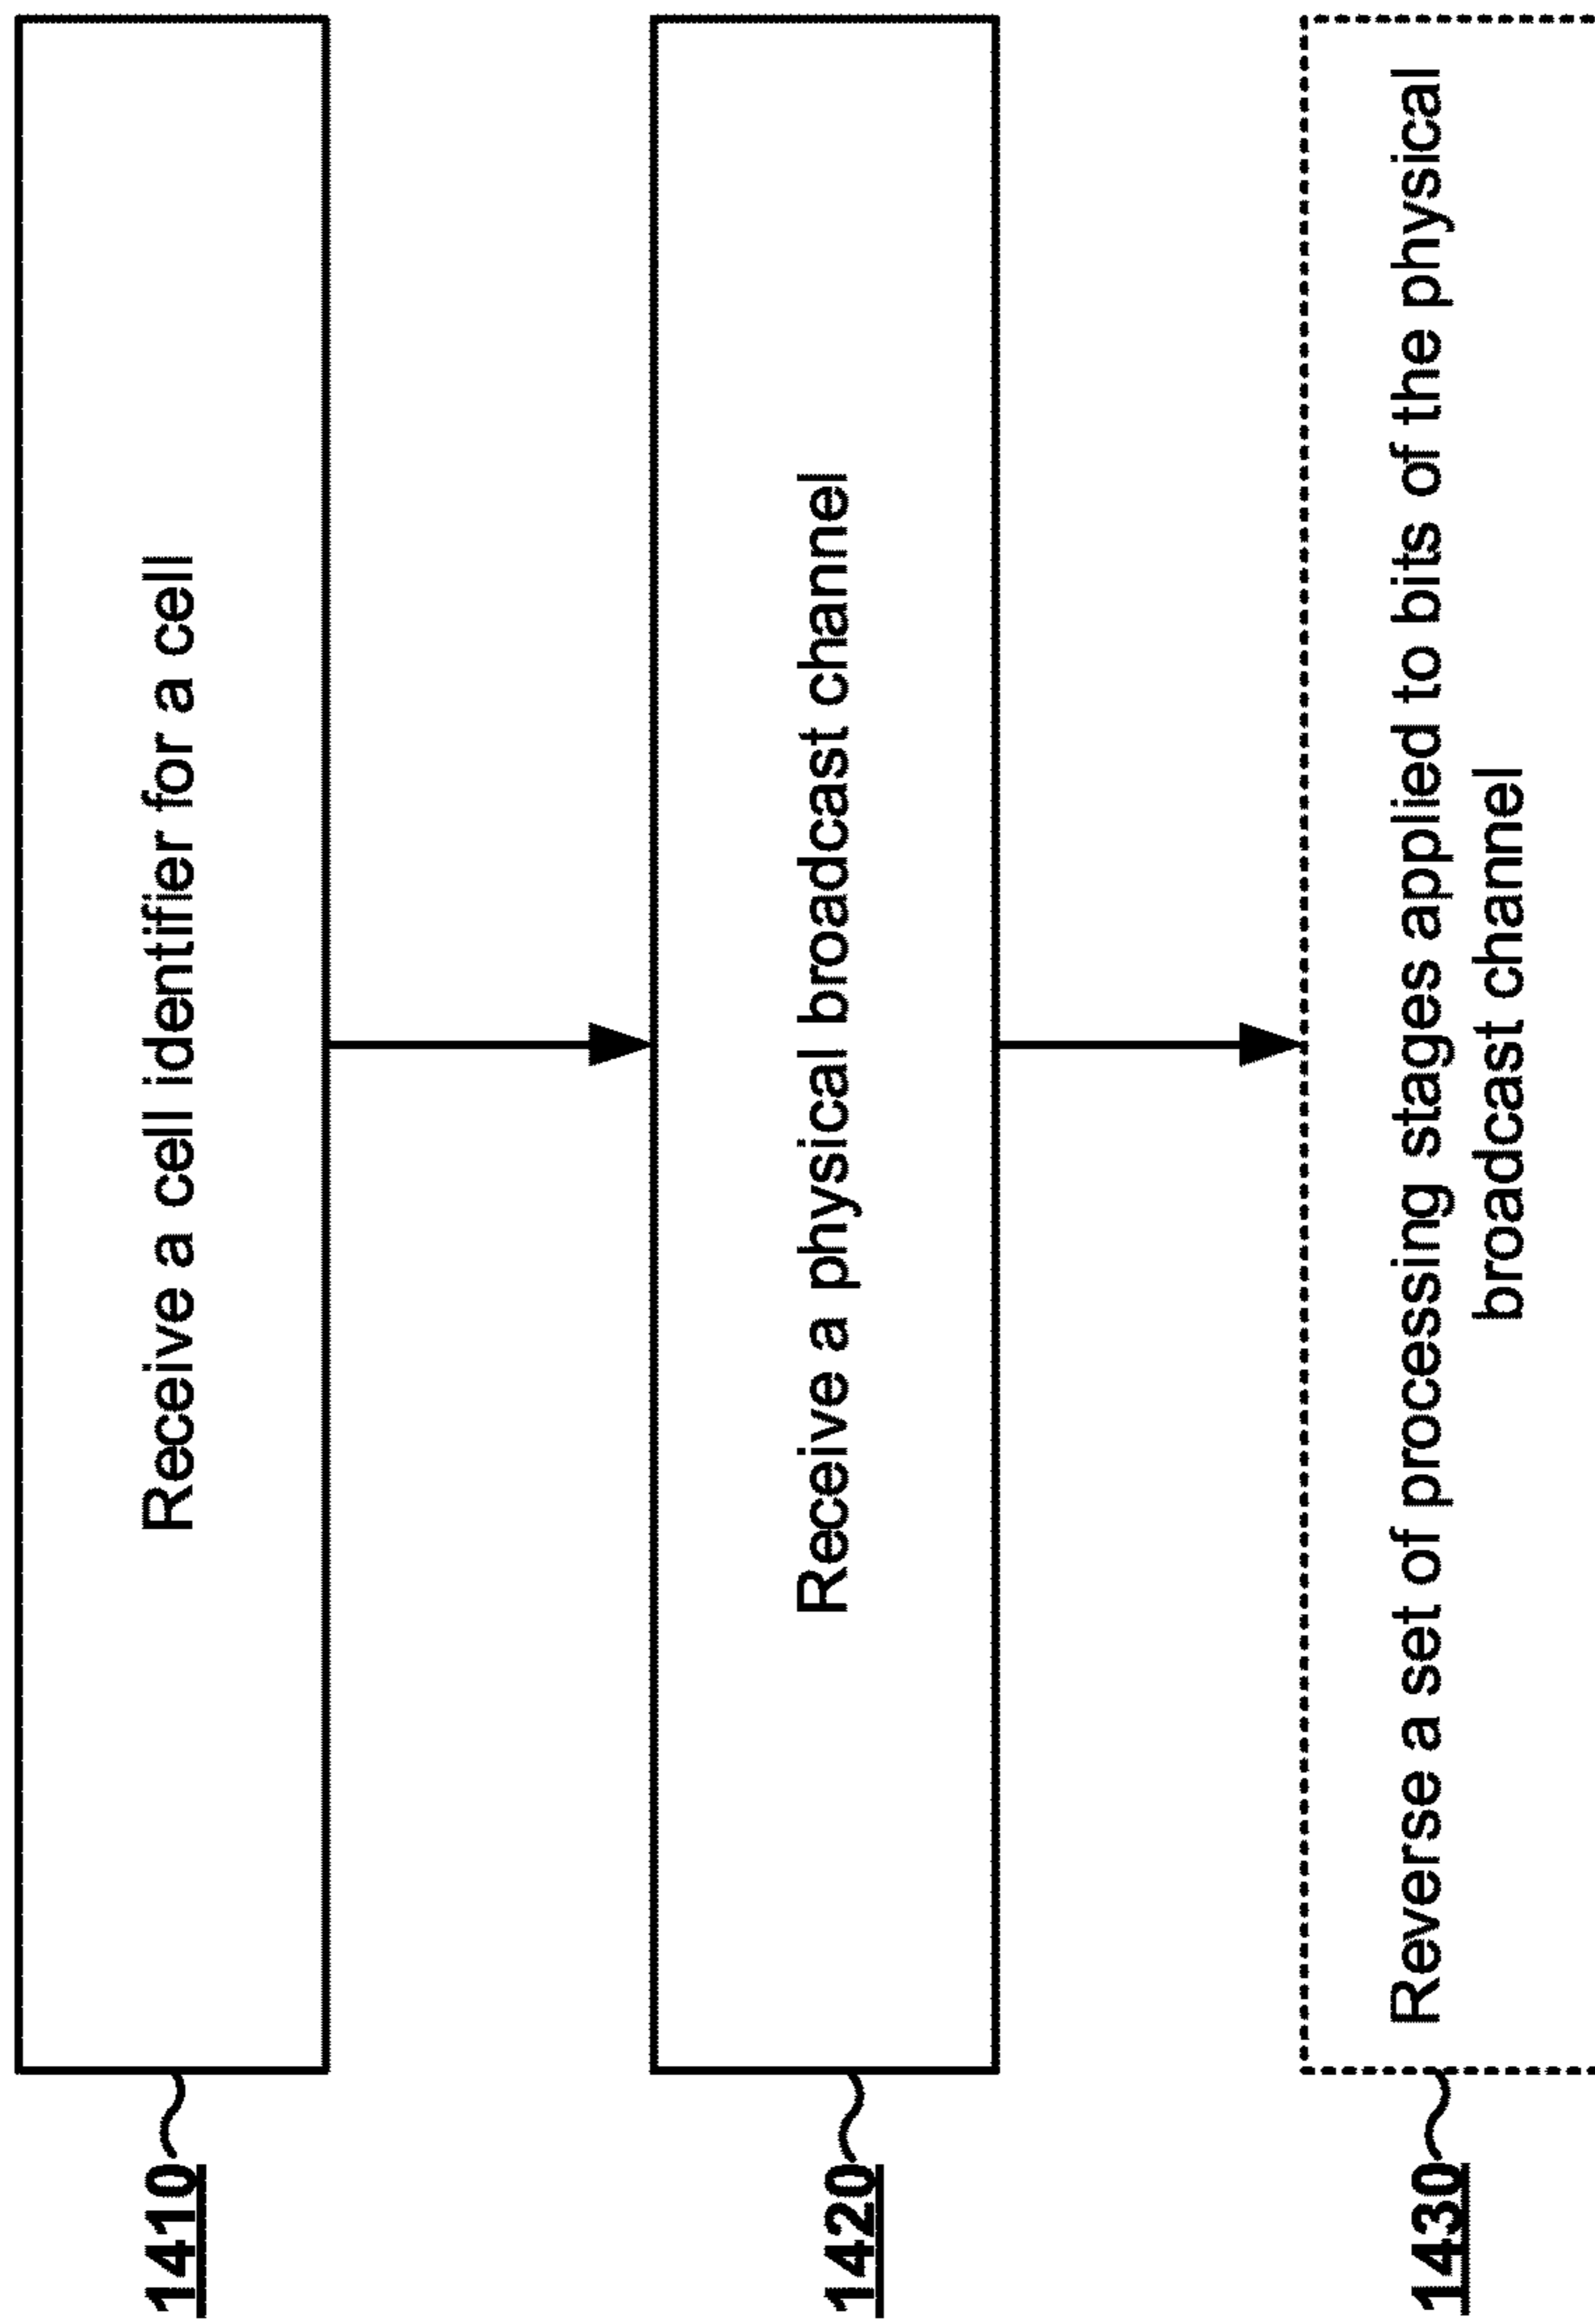 1410
Receive a cell identifier for a cell
1420
Receive a physical broadcast channel
1430
Reverse a set of processing stages applied to bits of the physical
broadcast channel